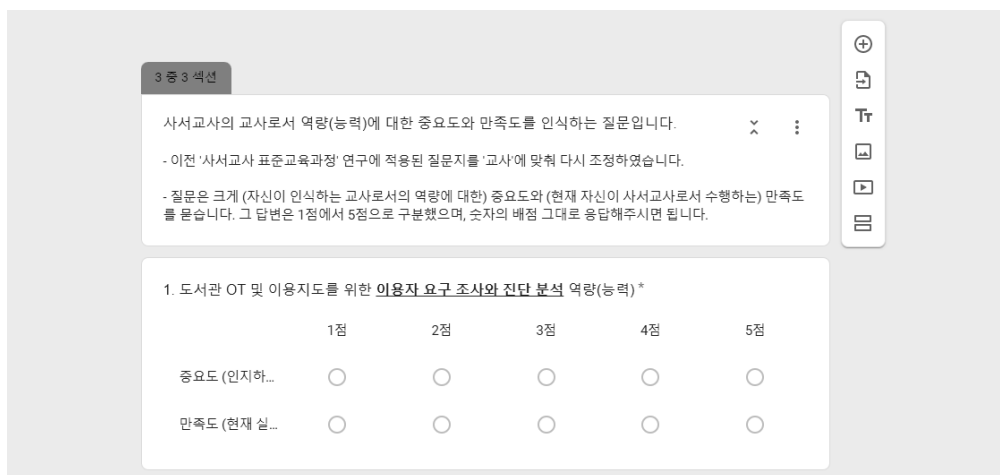 3 중 3 섹션
사서교사의 교사로서 역량(능력)에 대한 중요도와 만족도를 인식하는 질문입니다.
- 이전 '사서교사 표준교육과정' 연구에 적용된 질문지를 '교사'에 맞춰 다시 조정하였습니다.
- 질문은 크게 (자신이 인식하는 교사로서의 역량에 대한) 중요도와 (현재 자신이 사서교사로서 수행하는) 만족도
를 묻습니다. 그 답변은 1점에서 5점으로 구분했으며, 숫자의 배점 그대로 응답해주시면 됩니다.
1. 도서관 OT 및 이용지도를 위한 이용자 요구 조사와 진단 분석 역량(능력) *
1점 2점 3점 4점 5점
중요도 (인지하...
만족도 (현재 실...
Tт